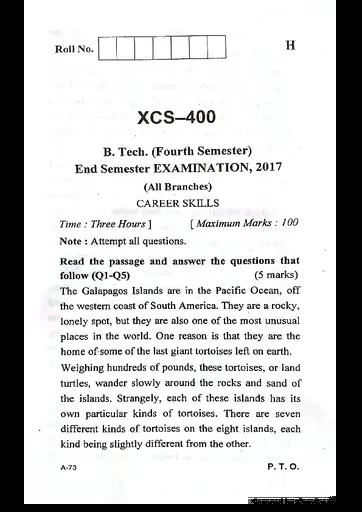 Roll No.
H
XCS–400
B. Tech. (Fourth Semester)
End Semester EXAMINATION, 2017
(All Branches)
CAREER SKILLS
Time : Three Hours ] [ Maximum Marks : 100
Note : Attempt all questions.
Read the passage and answer the questions that
follow (Q1-Q5) (5 marks)
The Galapagos Islands are in the Pacific Ocean, off
the western coast of South America. They are a rocky,
lonely spot, but they are also one of the most unusual
places in the world. One reason is that they are the
home of some of the last giant tortoises left on earth.
Weighing hundreds of pounds, these tortoises, or land
turtles, wander slowly around the rocks and sand of
the islands. Strangely, each of these islands has its
own particular kinds of tortoises. There are seven
different kinds of tortoises on the eight islands, each
kind being slightly different from the other.
A-73 P. T. O.